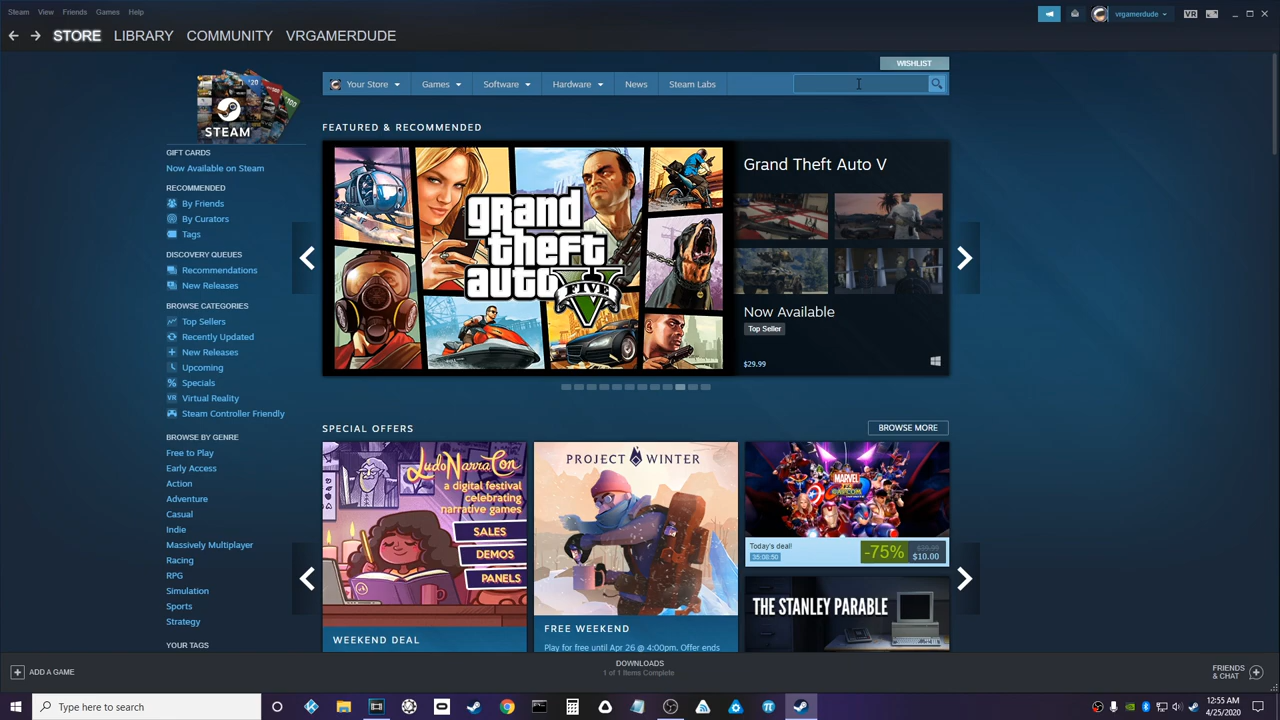 Steam View Friends Games Help
vrgamerdude
VR
STORE LIBRARY COMMUNITY VRGAMERDUDE
WISHLIST
Your Store Games Software Hardware News Steam Labs
$20
100
STEAM
GIFT CARDS
Now Available on Steam
RECOMMENDED
By Friends
By Curators
Tags
DISCOVERY QUEUES
Recommendations
New Releases
BROWSE CATEGORIES
Top Sellers
Recently Updated
New Releases
Upcoming
Specials
VR Virtual Reality
Steam Controller Friendly
BROWSE BY GENRE
Free to Play
Early Access
Action
Adventure
Casual
Indie
Massively Multiplayer
Racing
RPG
Simulation
Sports
Strategy
YOUR TAGS
FEATURED & RECOMMENDED
grand
theft
auto V
FIVE
Grand Theft Auto V
Now Available
Top Seller
$29.99
SPECIAL OFFERS
BROWSE MORE
LudoNarraCon
a digital festival
celebrating
narrative games
SALES
DEMOS
PANELS
WEEKEND DEAL
PROJECT WINTER
FREE WEEKEND
Play for free until Apr 26 @ 4:00pm. Offer ends
MARVEL
CAPCOM
Today's deal!
-75%
$10.00
THE STANLEY PARABLE
ADD A GAME
DOWNLOADS
1 of 1 Items Complete
FRIENDS
& CHAT
Type here to search
12:55 AM
4/25/2020